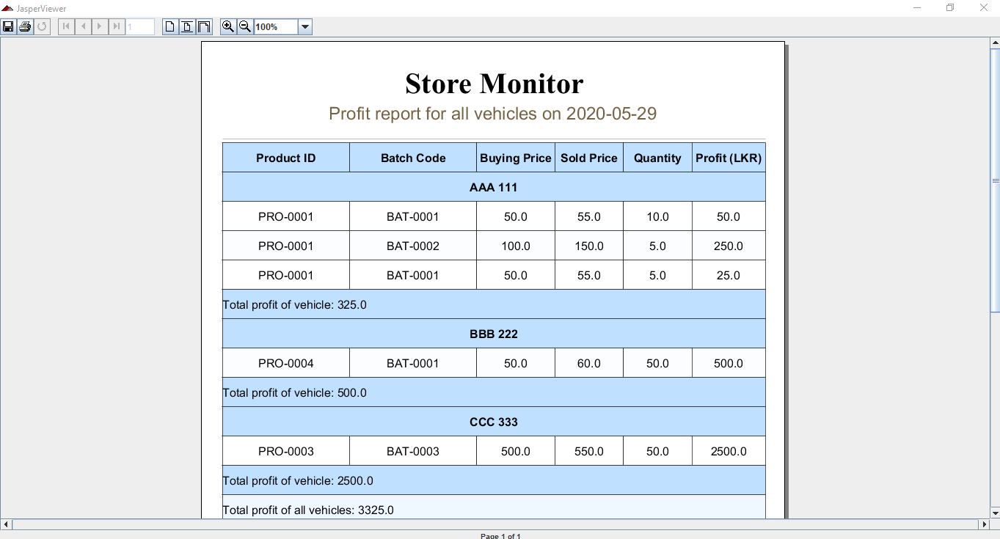 JasperViewer
1
100%
Store Monitor
Profit report for all vehicles on 2020-05-29
Product ID Batch Code Buying Price Sold Price Quantity Profit (LKR)
AAA 111
PRO-0001 BAT-0001 50.0 55.0 10.0 50.0
PRO-0001 BAT-0002 100.0 150.0 5.0 250.0
PRO-0001 BAT-0001 50.0 55.0 5.0 25.0
Total profit of vehicle: 325.0
BBB 222
PRO-0004 BAT-0001 50.0 60.0 50.0 500.0
Total profit of vehicle: 500.0
CCC 333
PRO-0003 BAT-0003 500.0 550.0 50.0 2500.0
Total profit of vehicle: 2500.0
Total profit of all vehicles: 3325.0
Page 1 of 1